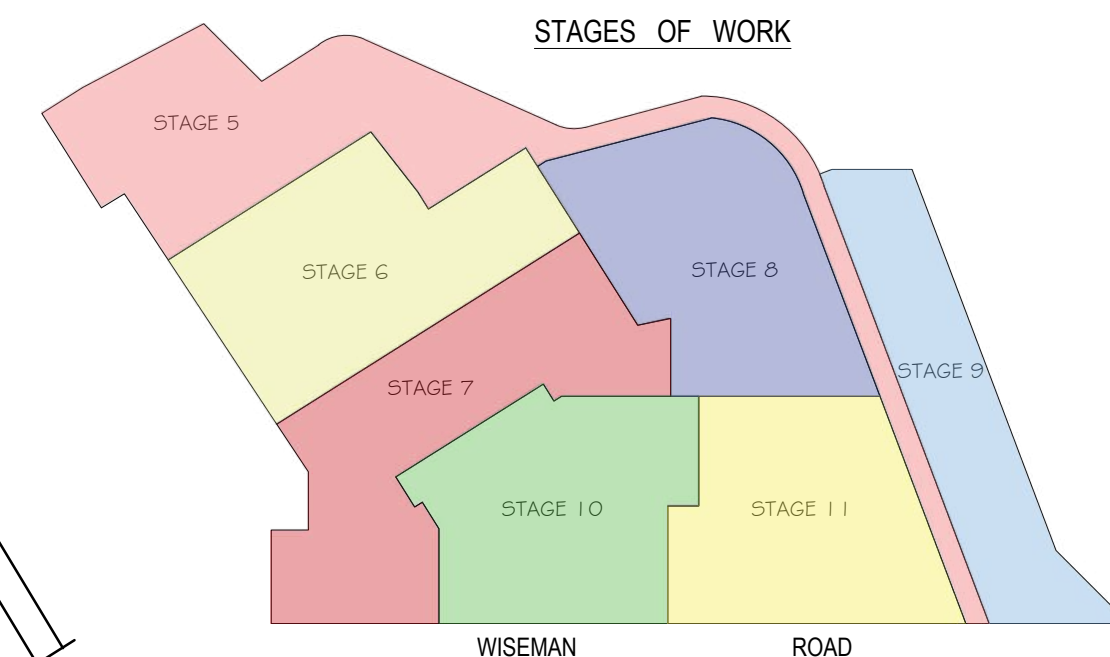 STAGES OF WORK
STAGE 5
STAGE 6
STAGE 8
STAGE 9
STAGE 7
STAGE 10
STAGE 11
WISEMAN ROAD